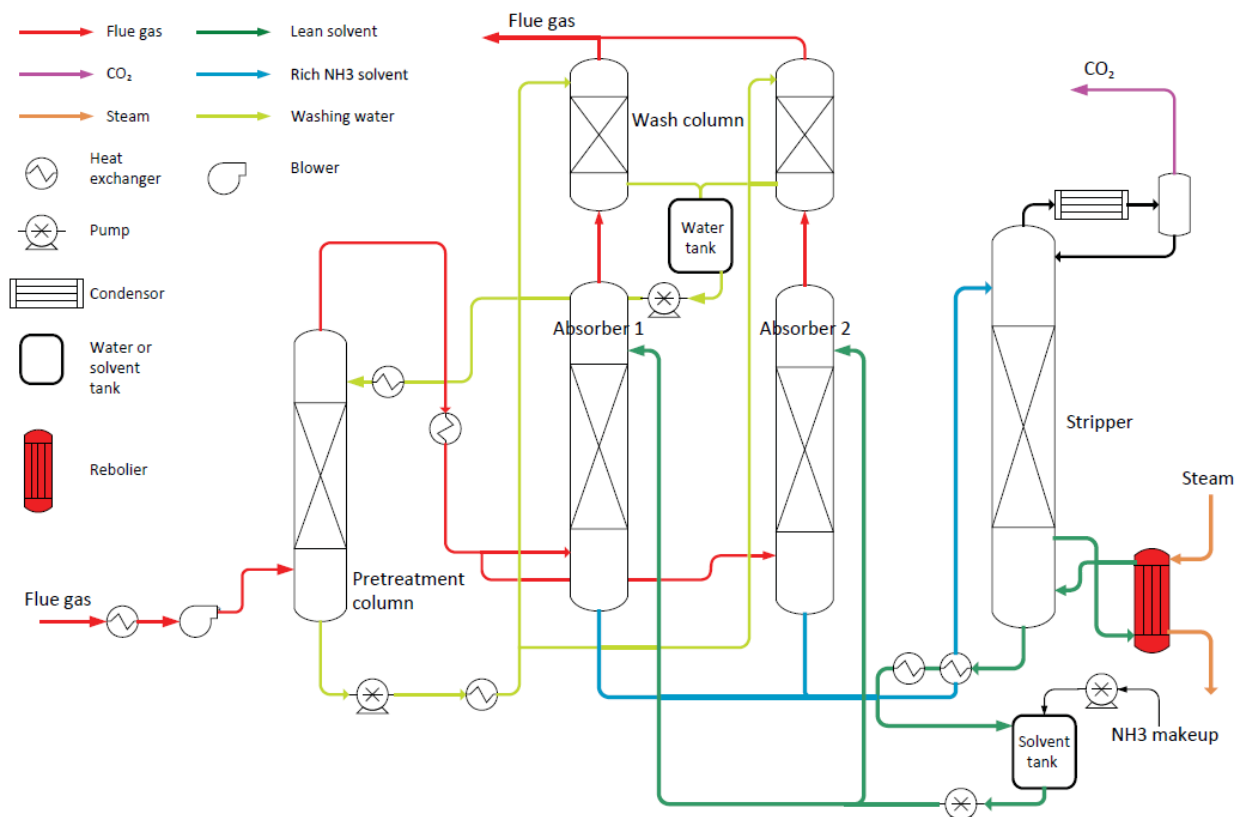 Flue gas
Lean solvent
CO₂
Rich NH3 solvent
Steam
Washing water
Heat
exchanger
Blower
Pump
Condensor
Water or
solvent
tank
Rebolier
Flue gas
Wash column
Water
tank
CO₂
Absorber 1
Absorber 2
Stripper
Steam
Pretreatment
column
Flue gas
NH3 makeup
Solvent
tank